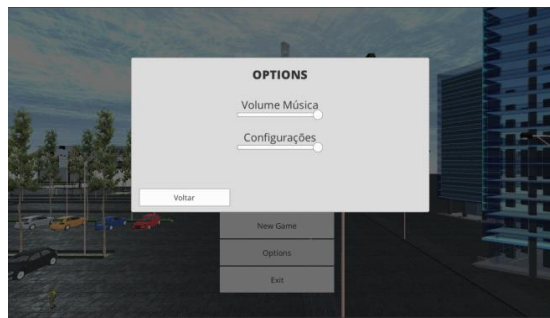 OPTIONS
Volume Música
Configurações
Voltar
New Game
Options
Exit